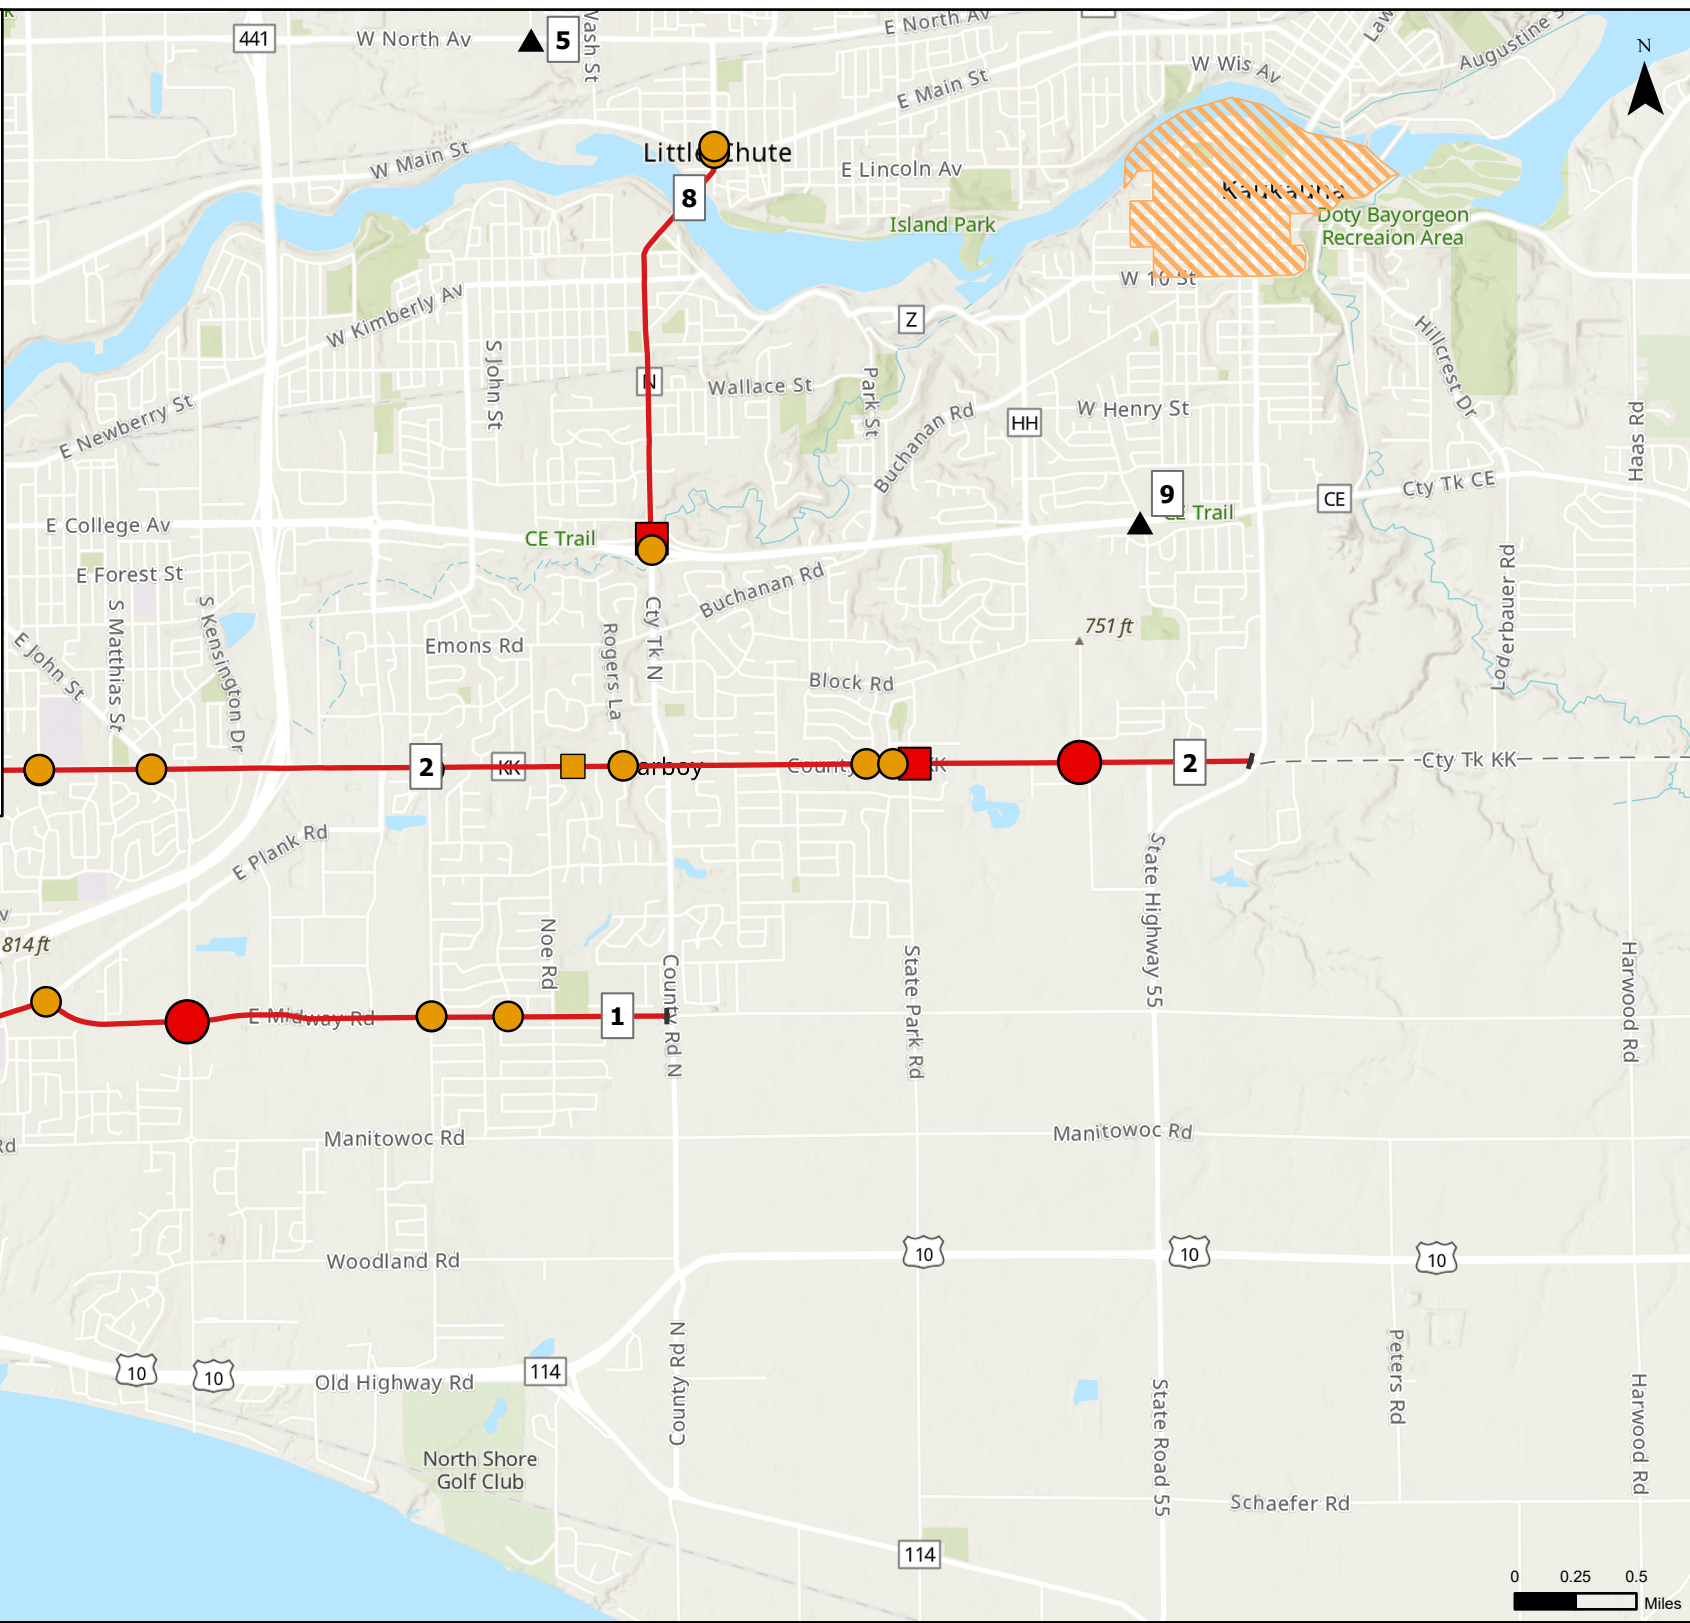 441
W North Av
5
E North Av
Augustine
W Wis Av
N
E Main St
W Main St
Little Chute
E Lincoln Av
8
Kaukauna
Island Park
Doty Bayorgeon
Recreaion Area
W 10 St
W Kimberly Av
Z
S John St
N
Wallace St
Park St
Buchanan Rd
HH
W Henry St
Hillcrest Dr
Haas Rd
E Newberry St
E College Av
CE Trail
9
CE Trail
CE
Cty Tk CE
E Forest St
S Matthias St
S Kensington Dr
E John St
Emons Rd
Rogers La
Cty Tk N
Buchanan Rd
751 ft
Block Rd
Loderbauer Rd
2
KK
arboy
County
KK
2
Cty Tk KK
E Plank Rd
State Highway 55
814 ft
Noe Rd
County Rd N
State Park Rd
Harwood Rd
E Midway Rd
1
Manitowoc Rd
Manitowoc Rd
Rd
Woodland Rd
10
10
10
10
10
Old Highway Rd
114
County Rd N
Peters Rd
State Road 55
Harwood Rd
North Shore
Golf Club
Schaefer Rd
114
0 0.25 0.5
Miles